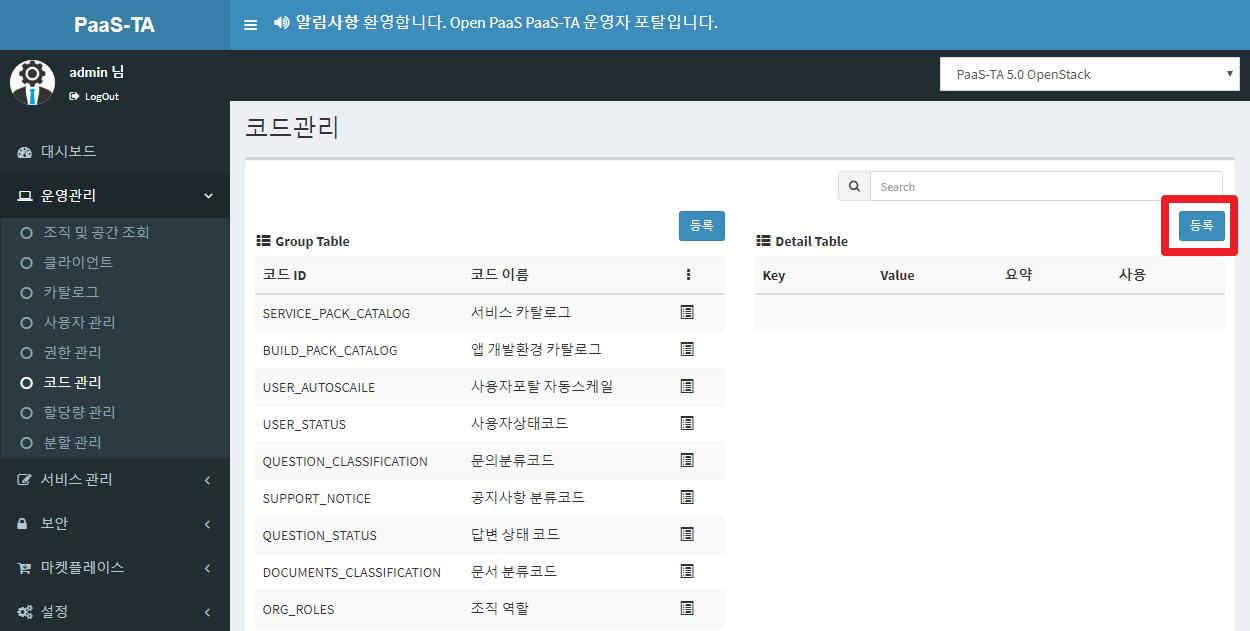 PaaS-TA
알림사항 환영합니다. Open PaaS PaaS-TA 운영자 포탈입니다.
admin 님
LogOut
PaaS-TA 5.0 OpenStack
대시보드
운영관리
조직 및 공간 조회
클라이언트
카탈로그
사용자 관리
권한 관리
코드 관리
할당량 관리
분할 관리
서비스 관리
보안
마켓플레이스
설정
코드관리
Search
Group Table
등록
코드 ID 코드 이름
SERVICE_PACK_CATALOG 서비스 카탈로그
BUILD_PACK_CATALOG 앱 개발환경 카탈로그
USER_AUTOSCAILE 사용자포탈 자동스케일
USER_STATUS 사용자상태코드
QUESTION_CLASSIFICATION 문의분류코드
SUPPORT_NOTICE 공지사항 분류코드
QUESTION_STATUS 답변 상태 코드
DOCUMENTS_CLASSIFICATION 문서 분류코드
ORG_ROLES 조직 역할
Detail Table
등록
Key Value 요약 사용